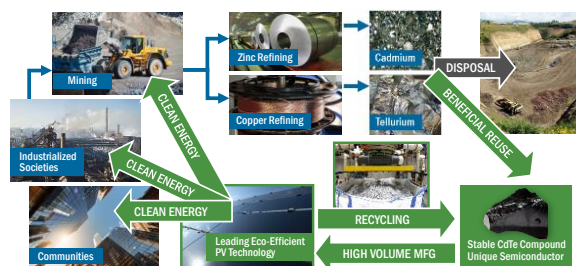 Mining
Zinc Refining
Cadmium
DISPOSAL
Copper Refining
Tellurium
BENEFICIAL REUSE
CLEAN ENERGY
Industrialized
Societies
CLEAN ENERGY
CLEAN ENERGY
Communities
Leading Eco-Efficient
PV Technology
RECYCLING
HIGH VOLUME MFG
Stable CdTe Compound
Unique Semiconductor